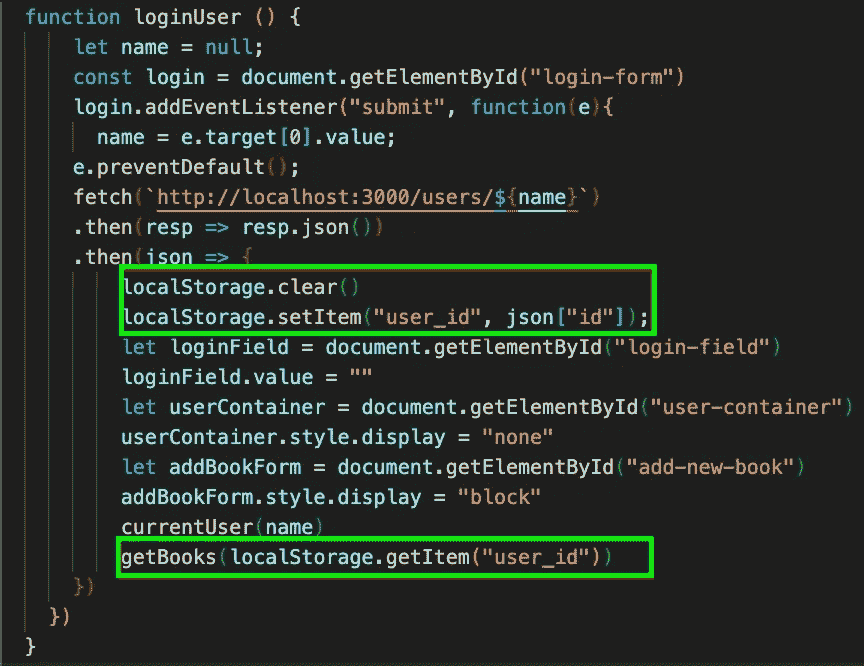 function loginUser () {
let name = null;
const login = document.getElementById("login-form")
login.addEventListener("submit", function(e){
name = e.target[0].value;
e.preventDefault();
fetch(`http://localhost:3000/users/${name}`)
.then(resp => resp.json())
.then(json => {
localStorage.clear()
localStorage.setItem("user_id", json["id"]);
let loginField = document.getElementById("login-field")
loginField.value = ""
let userContainer = document.getElementById("user-container")
userContainer.style.display = "none"
let addBookForm = document.getElementById("add-new-book")
addBookForm.style.display = "block"
currentUser(name)
getBooks(localStorage.getItem("user_id"))
})
})
}